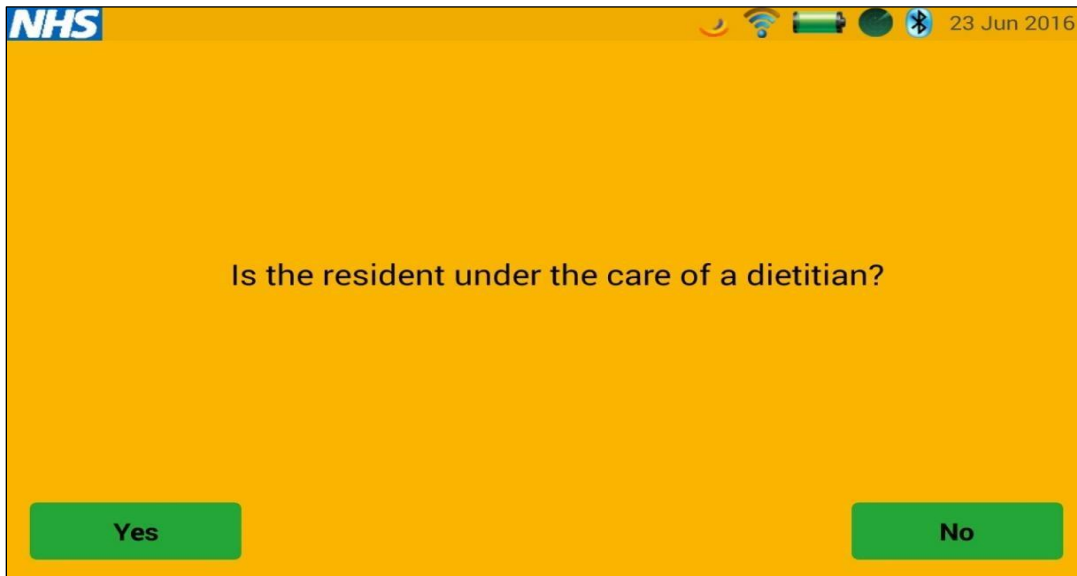 NHS
23 Jun 2016
Is the resident under the care of a dietitian?
Yes
No